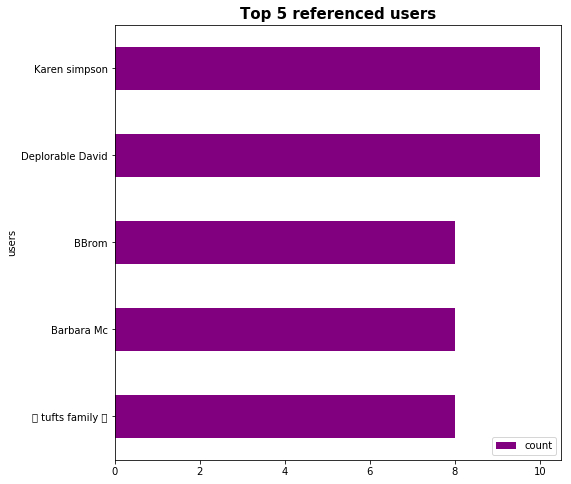 Top 5 referenced users
Karen simpson
Deplorable David
BBrom
Barbara Mc
tufts family
users
count
0 2 4 6 8 10